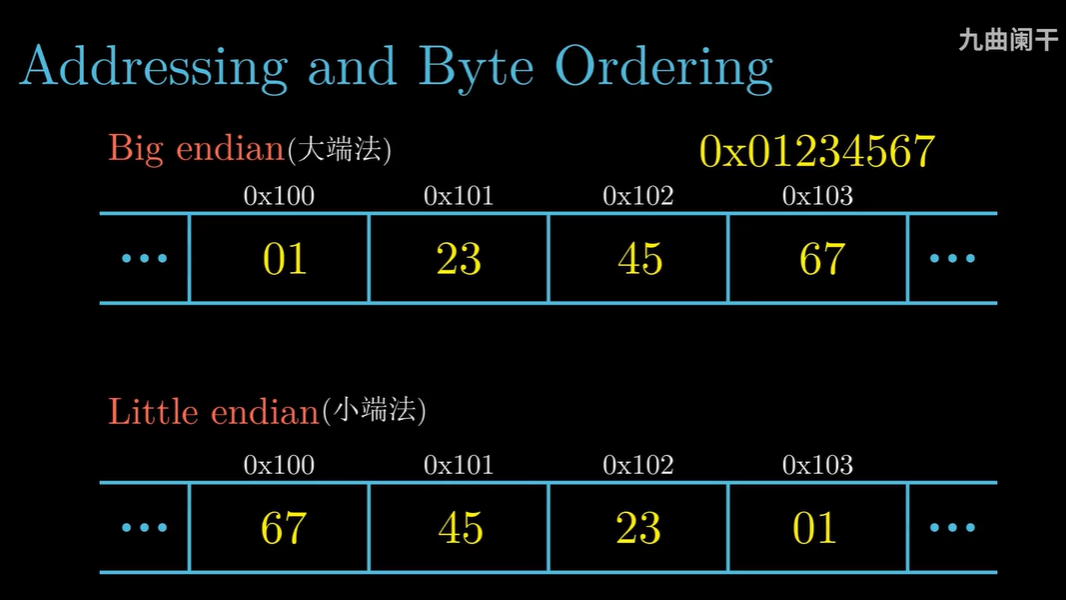 九曲阑干
Addressing and Byte Ordering
Big endian(大端法)
0x01234567
0x100 0x101 0x102 0x103
... 01 23 45 67 ...
Little endian(小端法)
0x100 0x101 0x102 0x103
... 67 45 23 01 ...